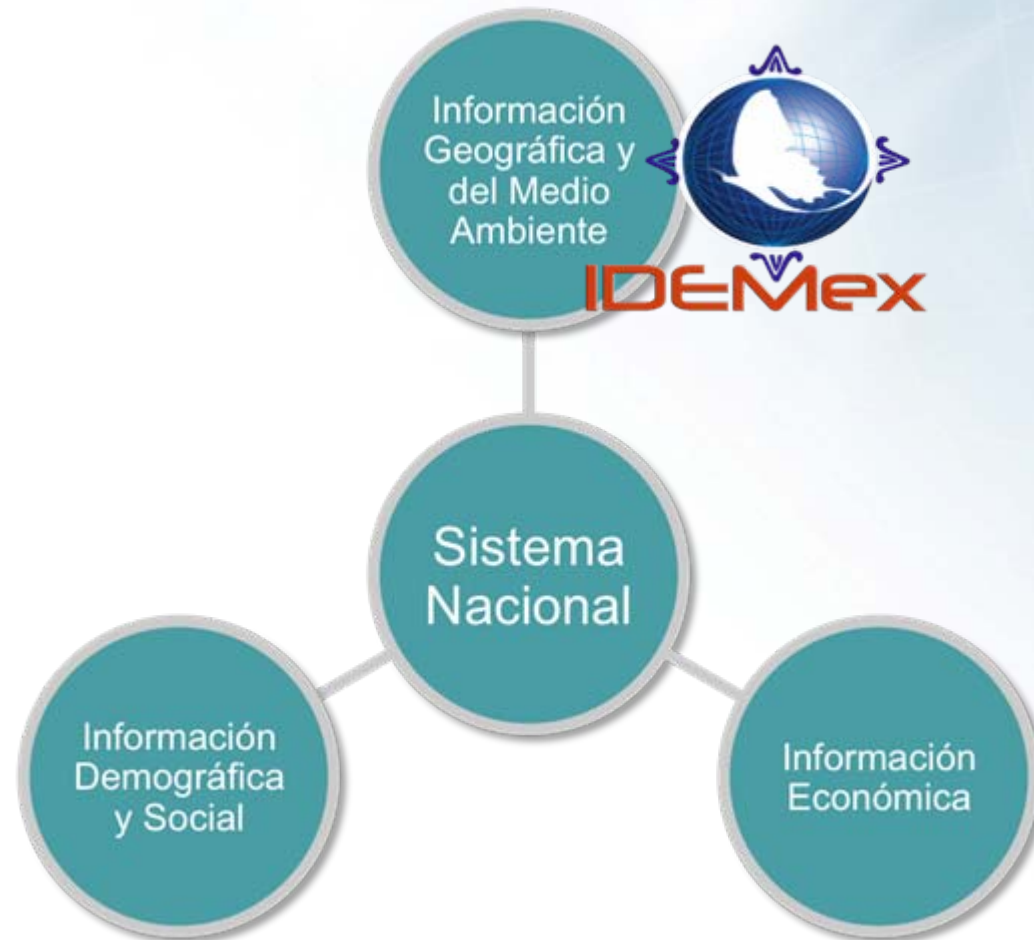 Información
Geográfica y
del Medio
Ambiente
IDEMex
Sistema
Nacional
Información
Demográfica
y Social
Información
Económica